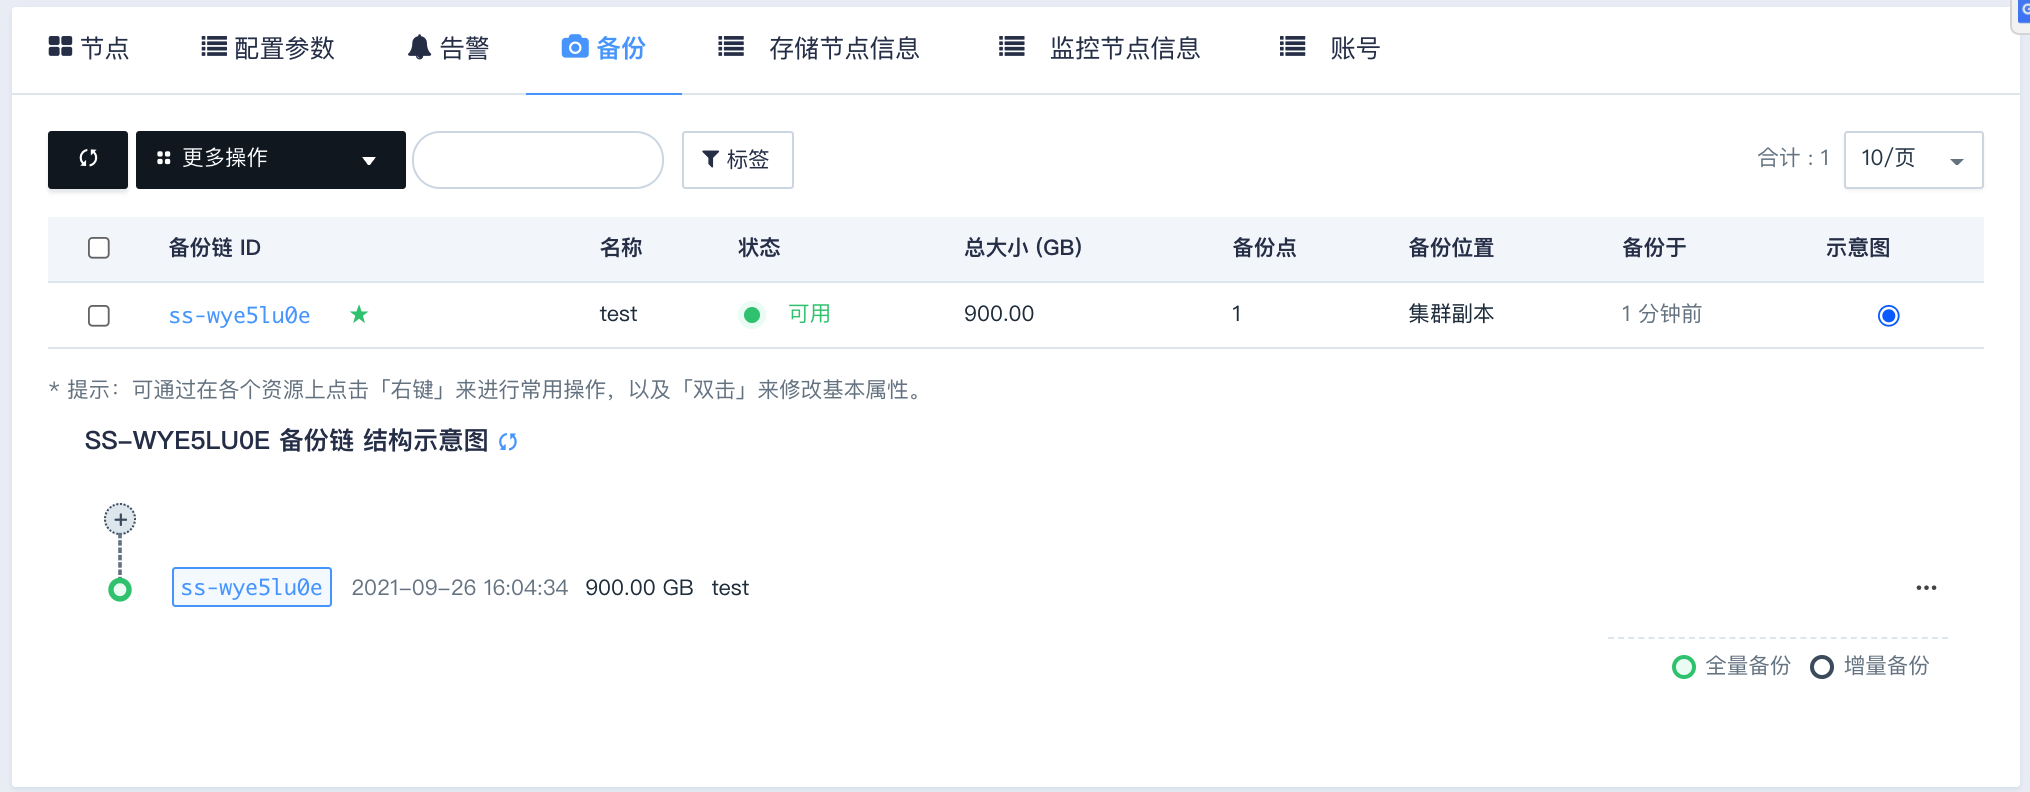 节点 配置参数 告警 备份 存储节点信息 监控节点信息 账号
更多操作 标签 合计：1 10/页
备份链 ID 名称 状态 总大小 (GB) 备份点 备份位置 备份于 示意图
ss-wye5lu0e test 可用 900.00 1 集群副本 1 分钟前
* 提示：可通过在各个资源上点击「右键」来进行常用操作，以及「双击」来修改基本属性。
SS-WYE5LU0E 备份链 结构示意图
ss-wye5lu0e 2021-09-26 16:04:34 900.00 GB test
全量备份 增量备份